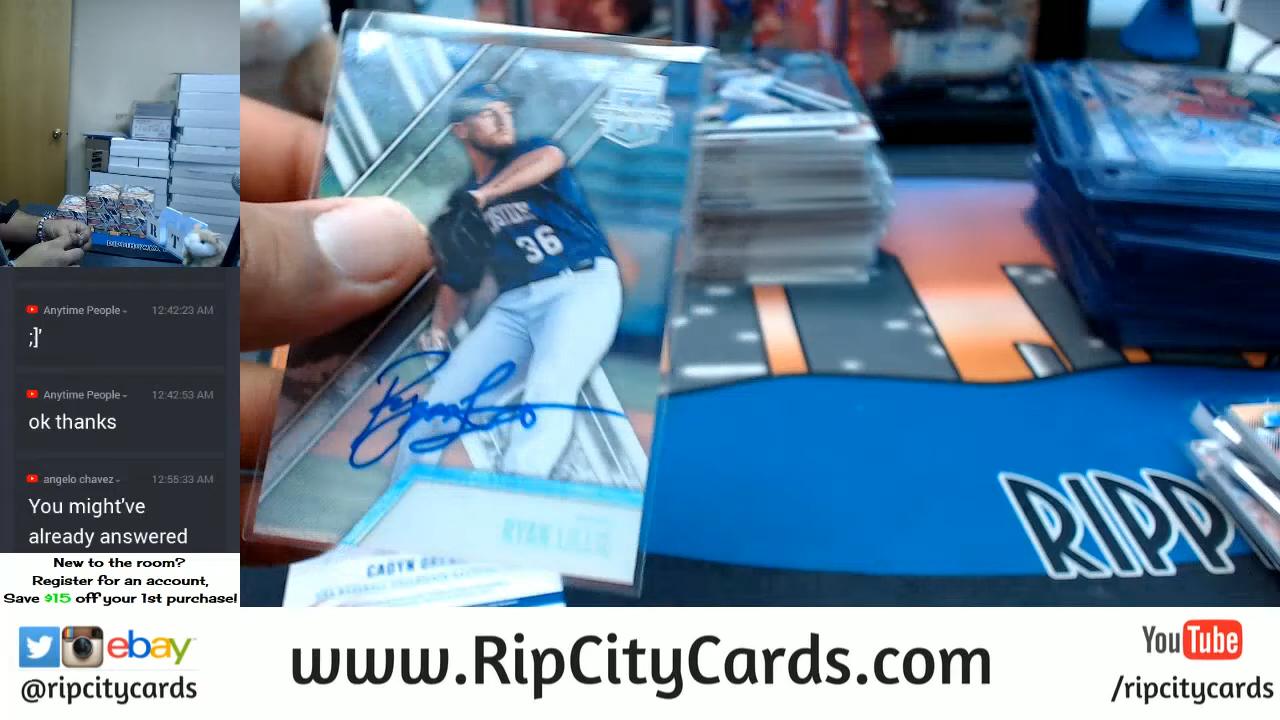 Anytime People 12:42:23 AM
;]'
Anytime People 12:42:53 AM
ok thanks
angelo chavez 12:55:33 AM
You might've
already answered
New to the room?
Register for an account,
Save $15 off your 1st purchase!
36
RYAN
CADYN
RIPP
ebay
@ripcitycards
www.RipCityCards.com
YouTube
/ripcitycards